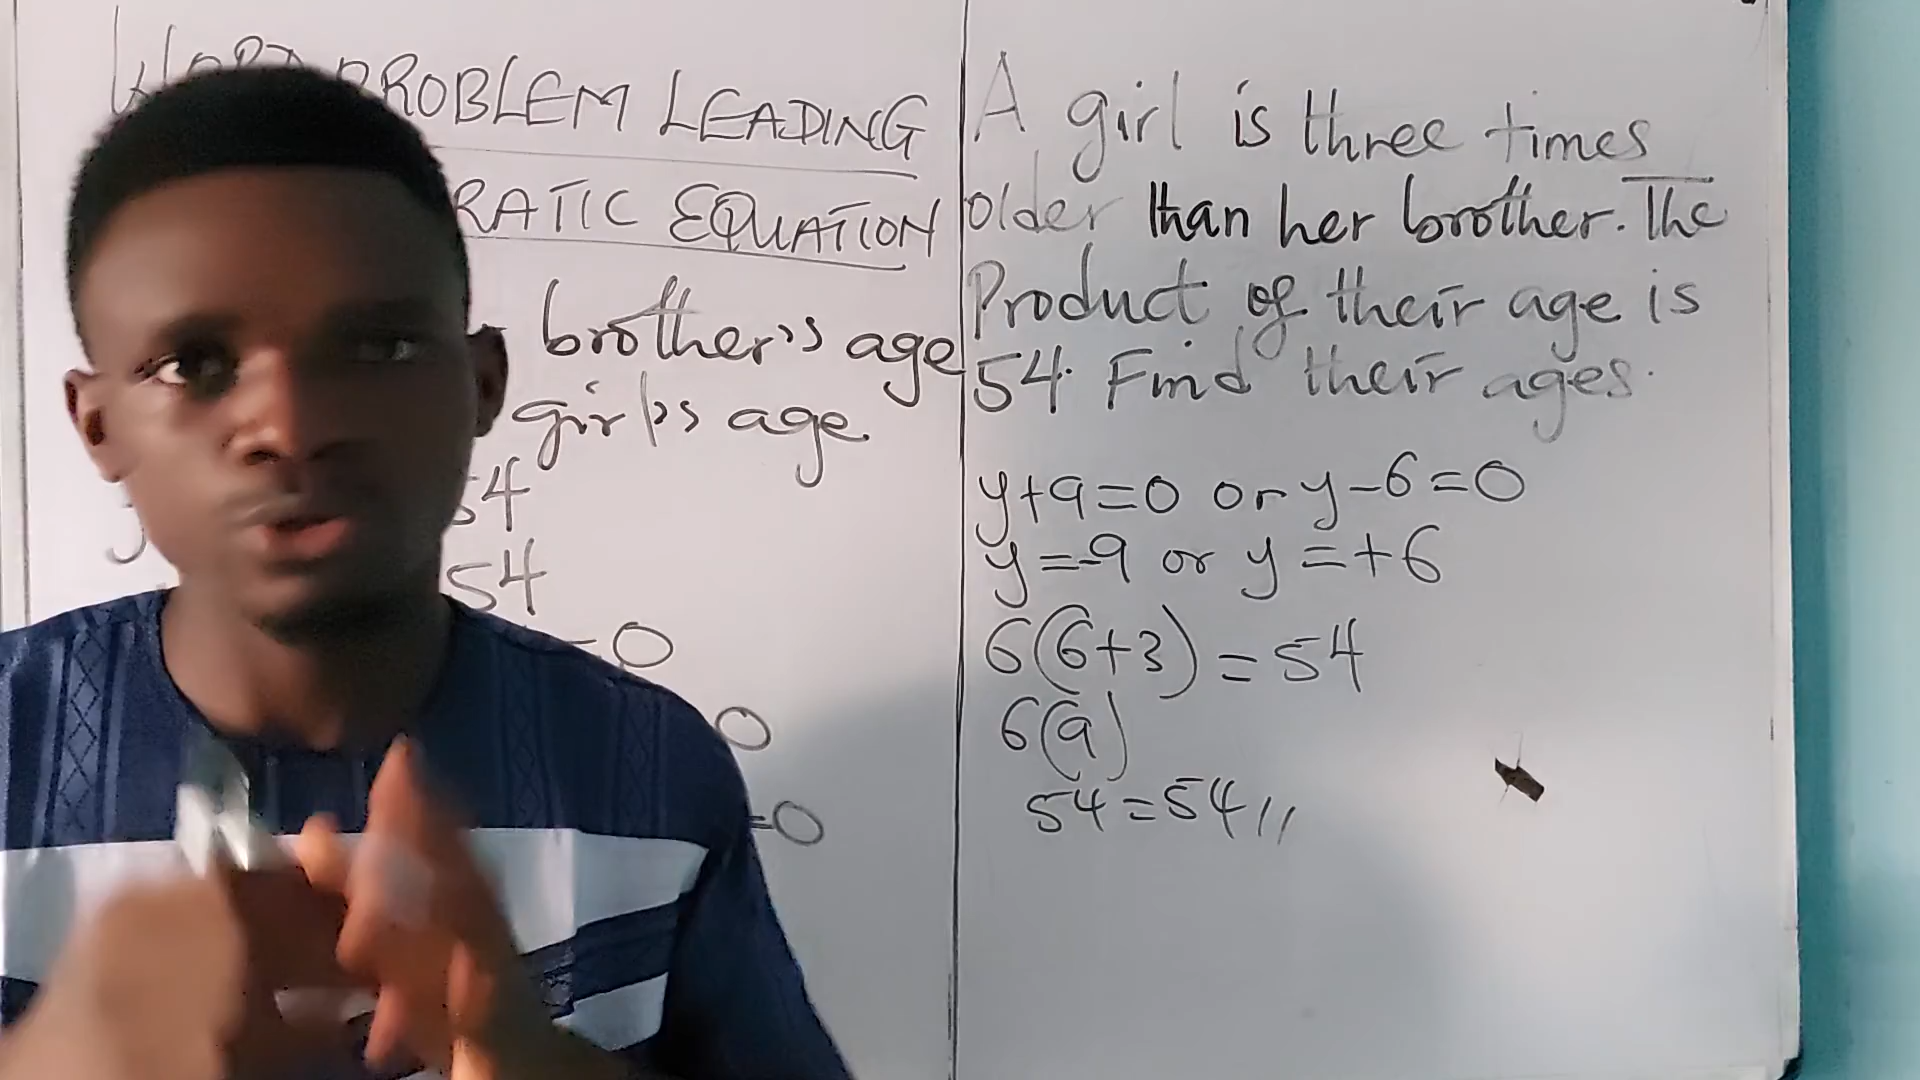 PROBLEM LEADING
RATIC EQUATION
brother's age
girl's age
54
54
=0
0
=0
A girl is three times
older than her brother. The
Product of their age is
54. Find their ages.
y+9=0 or y-6=0
y=-9 or y=+6
6(6+3)=54
6(9)
54=54//